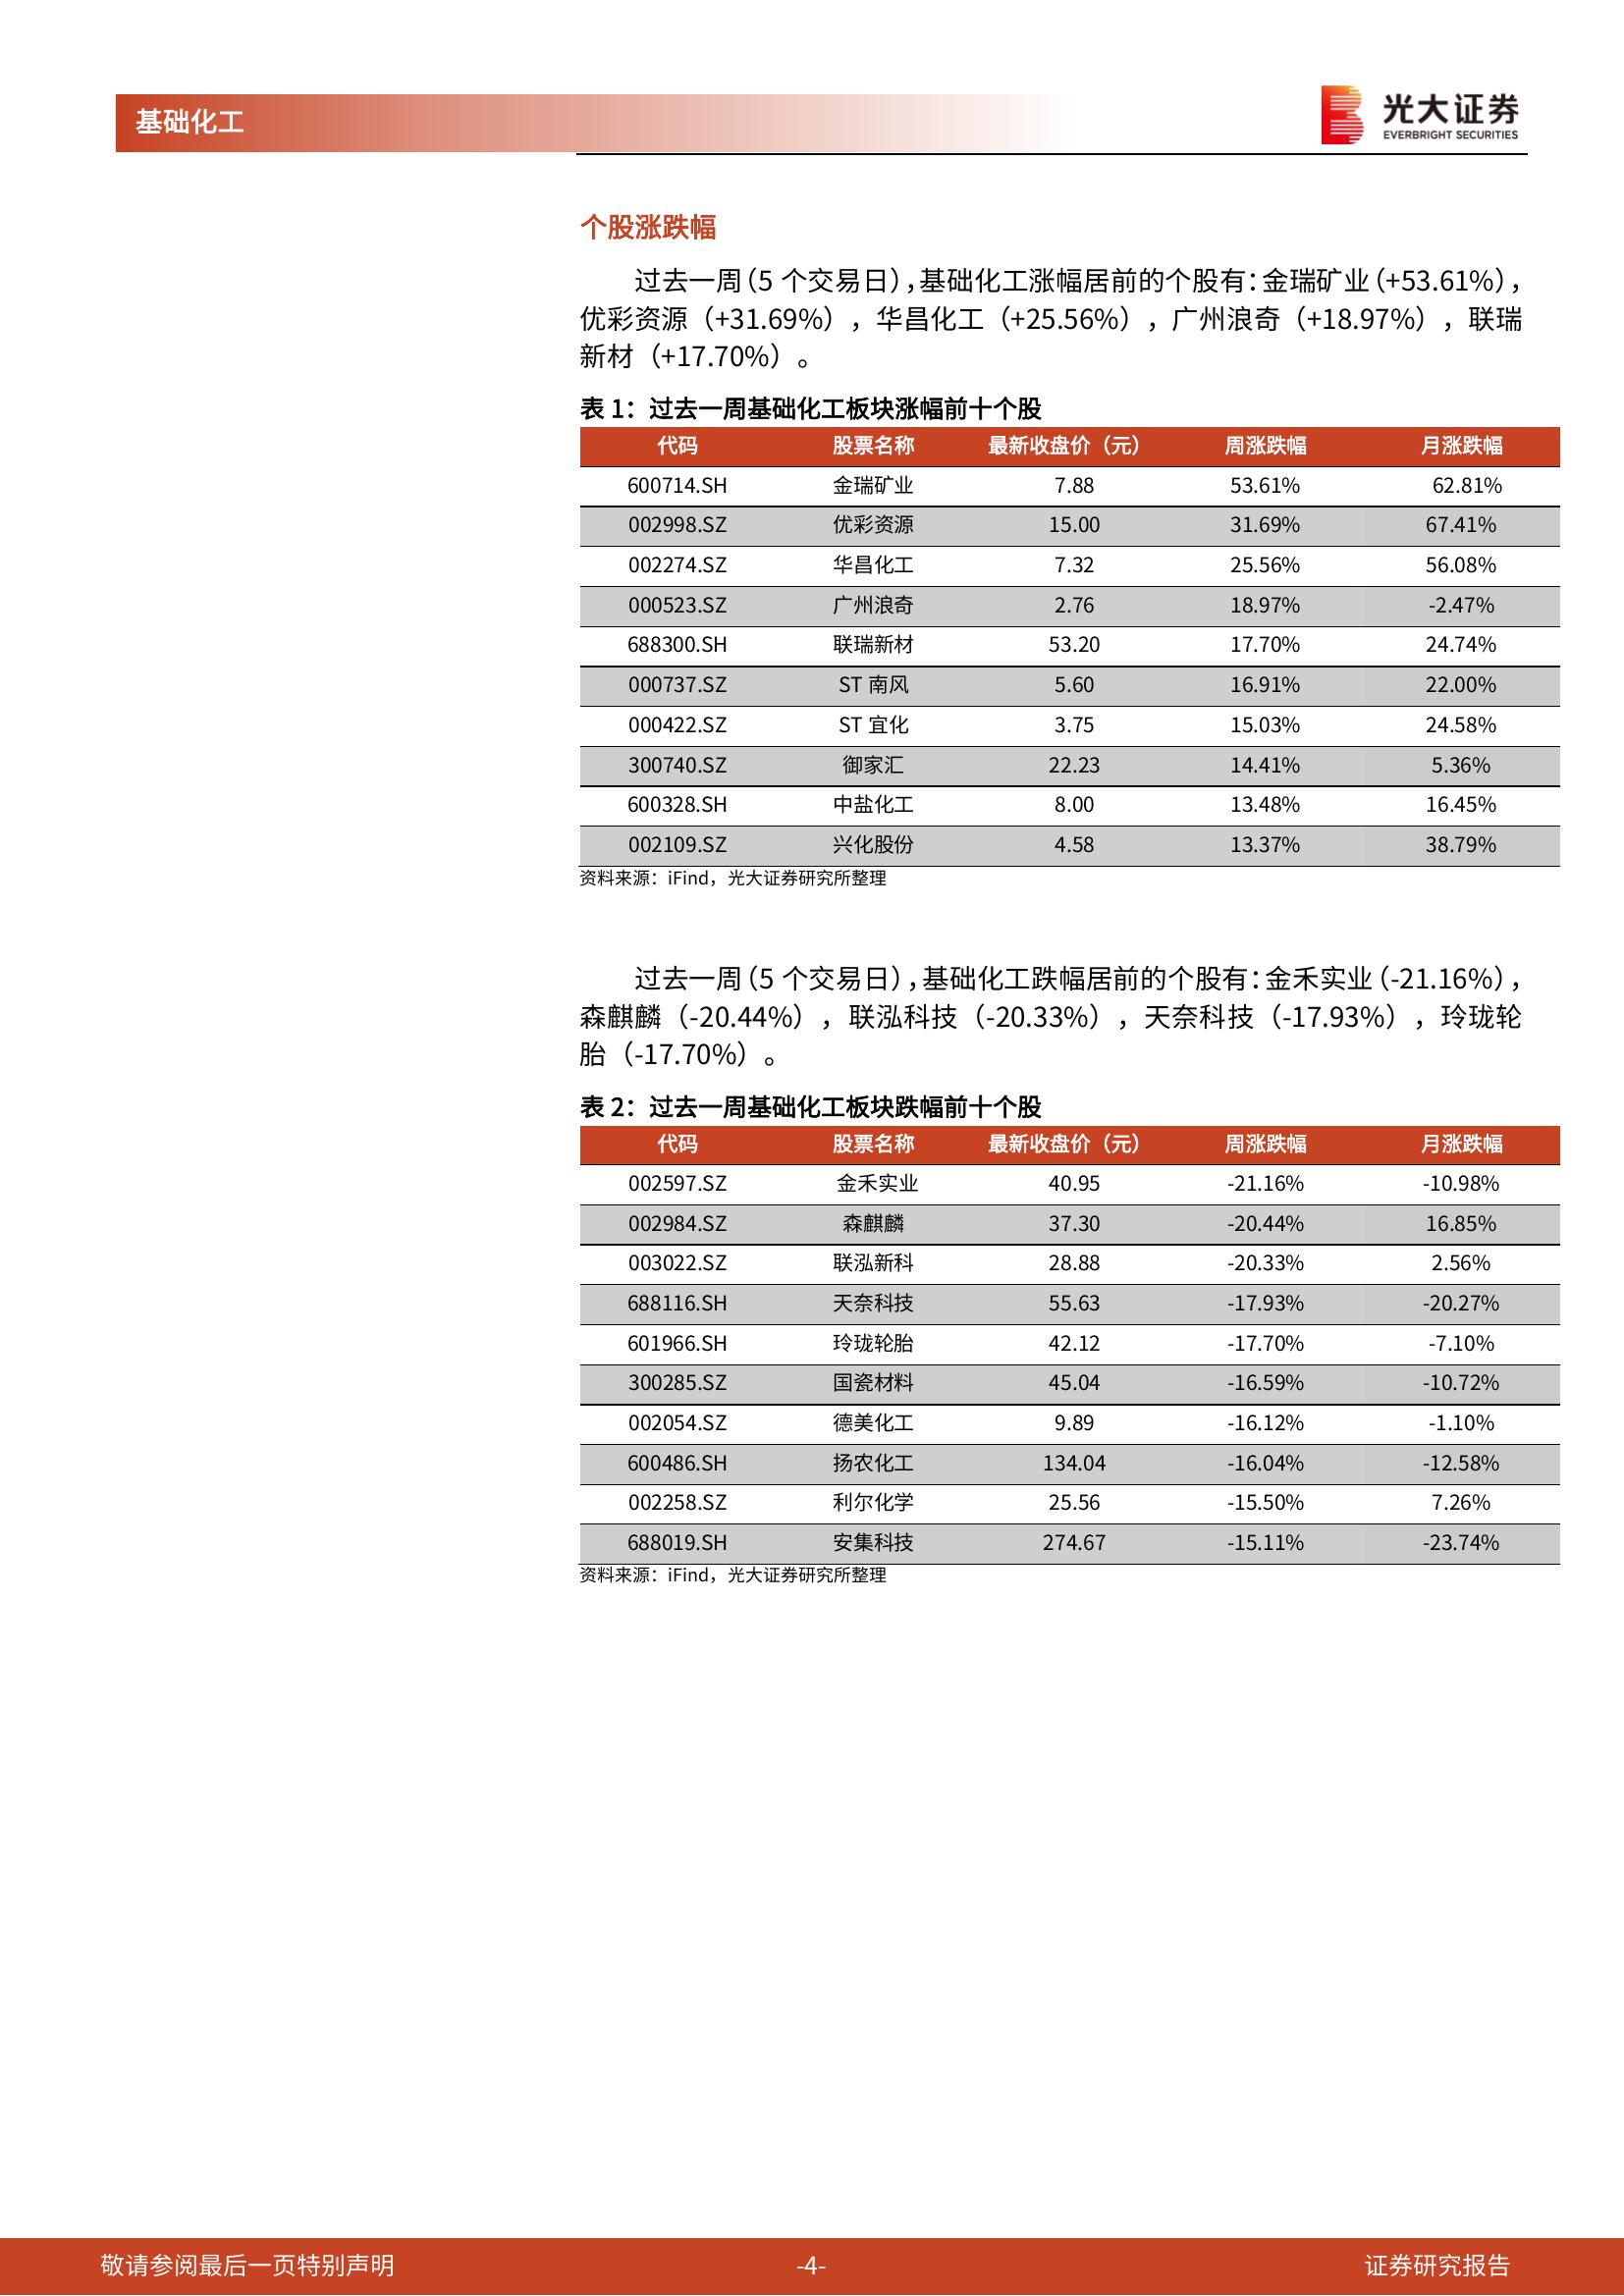 基础化工
光大证券
EVERBRIGHT SECURITIES
个股涨跌幅
过去一周（5 个交易日），基础化工涨幅居前的个股有：金瑞矿业（+53.61%），
优彩资源（+31.69%），华昌化工（+25.56%），广州浪奇（+18.97%），联瑞
新材（+17.70%）。
表 1：过去一周基础化工板块涨幅前十个股
代码 股票名称 最新收盘价（元） 周涨跌幅 月涨跌幅
600714.SH 金瑞矿业 7.88 53.61% 62.81%
002998.SZ 优彩资源 15.00 31.69% 67.41%
002274.SZ 华昌化工 7.32 25.56% 56.08%
000523.SZ 广州浪奇 2.76 18.97% -2.47%
688300.SH 联瑞新材 53.20 17.70% 24.74%
000737.SZ ST 南风 5.60 16.91% 22.00%
000422.SZ ST 宜化 3.75 15.03% 24.58%
300740.SZ 御家汇 22.23 14.41% 5.36%
600328.SH 中盐化工 8.00 13.48% 16.45%
002109.SZ 兴化股份 4.58 13.37% 38.79%
资料来源：iFind，光大证券研究所整理
过去一周（5 个交易日），基础化工跌幅居前的个股有：金禾实业（-21.16%），
森麒麟（-20.44%），联泓科技（-20.33%），天奈科技（-17.93%），玲珑轮
胎（-17.70%）。
表 2：过去一周基础化工板块跌幅前十个股
代码 股票名称 最新收盘价（元） 周涨跌幅 月涨跌幅
002597.SZ 金禾实业 40.95 -21.16% -10.98%
002984.SZ 森麒麟 37.30 -20.44% 16.85%
003022.SZ 联泓新科 28.88 -20.33% 2.56%
688116.SH 天奈科技 55.63 -17.93% -20.27%
601966.SH 玲珑轮胎 42.12 -17.70% -7.10%
300285.SZ 国瓷材料 45.04 -16.59% -10.72%
002054.SZ 德美化工 9.89 -16.12% -1.10%
600486.SH 扬农化工 134.04 -16.04% -12.58%
002258.SZ 利尔化学 25.56 -15.50% 7.26%
688019.SH 安集科技 274.67 -15.11% -23.74%
资料来源：iFind，光大证券研究所整理
敬请参阅最后一页特别声明 -4- 证券研究报告